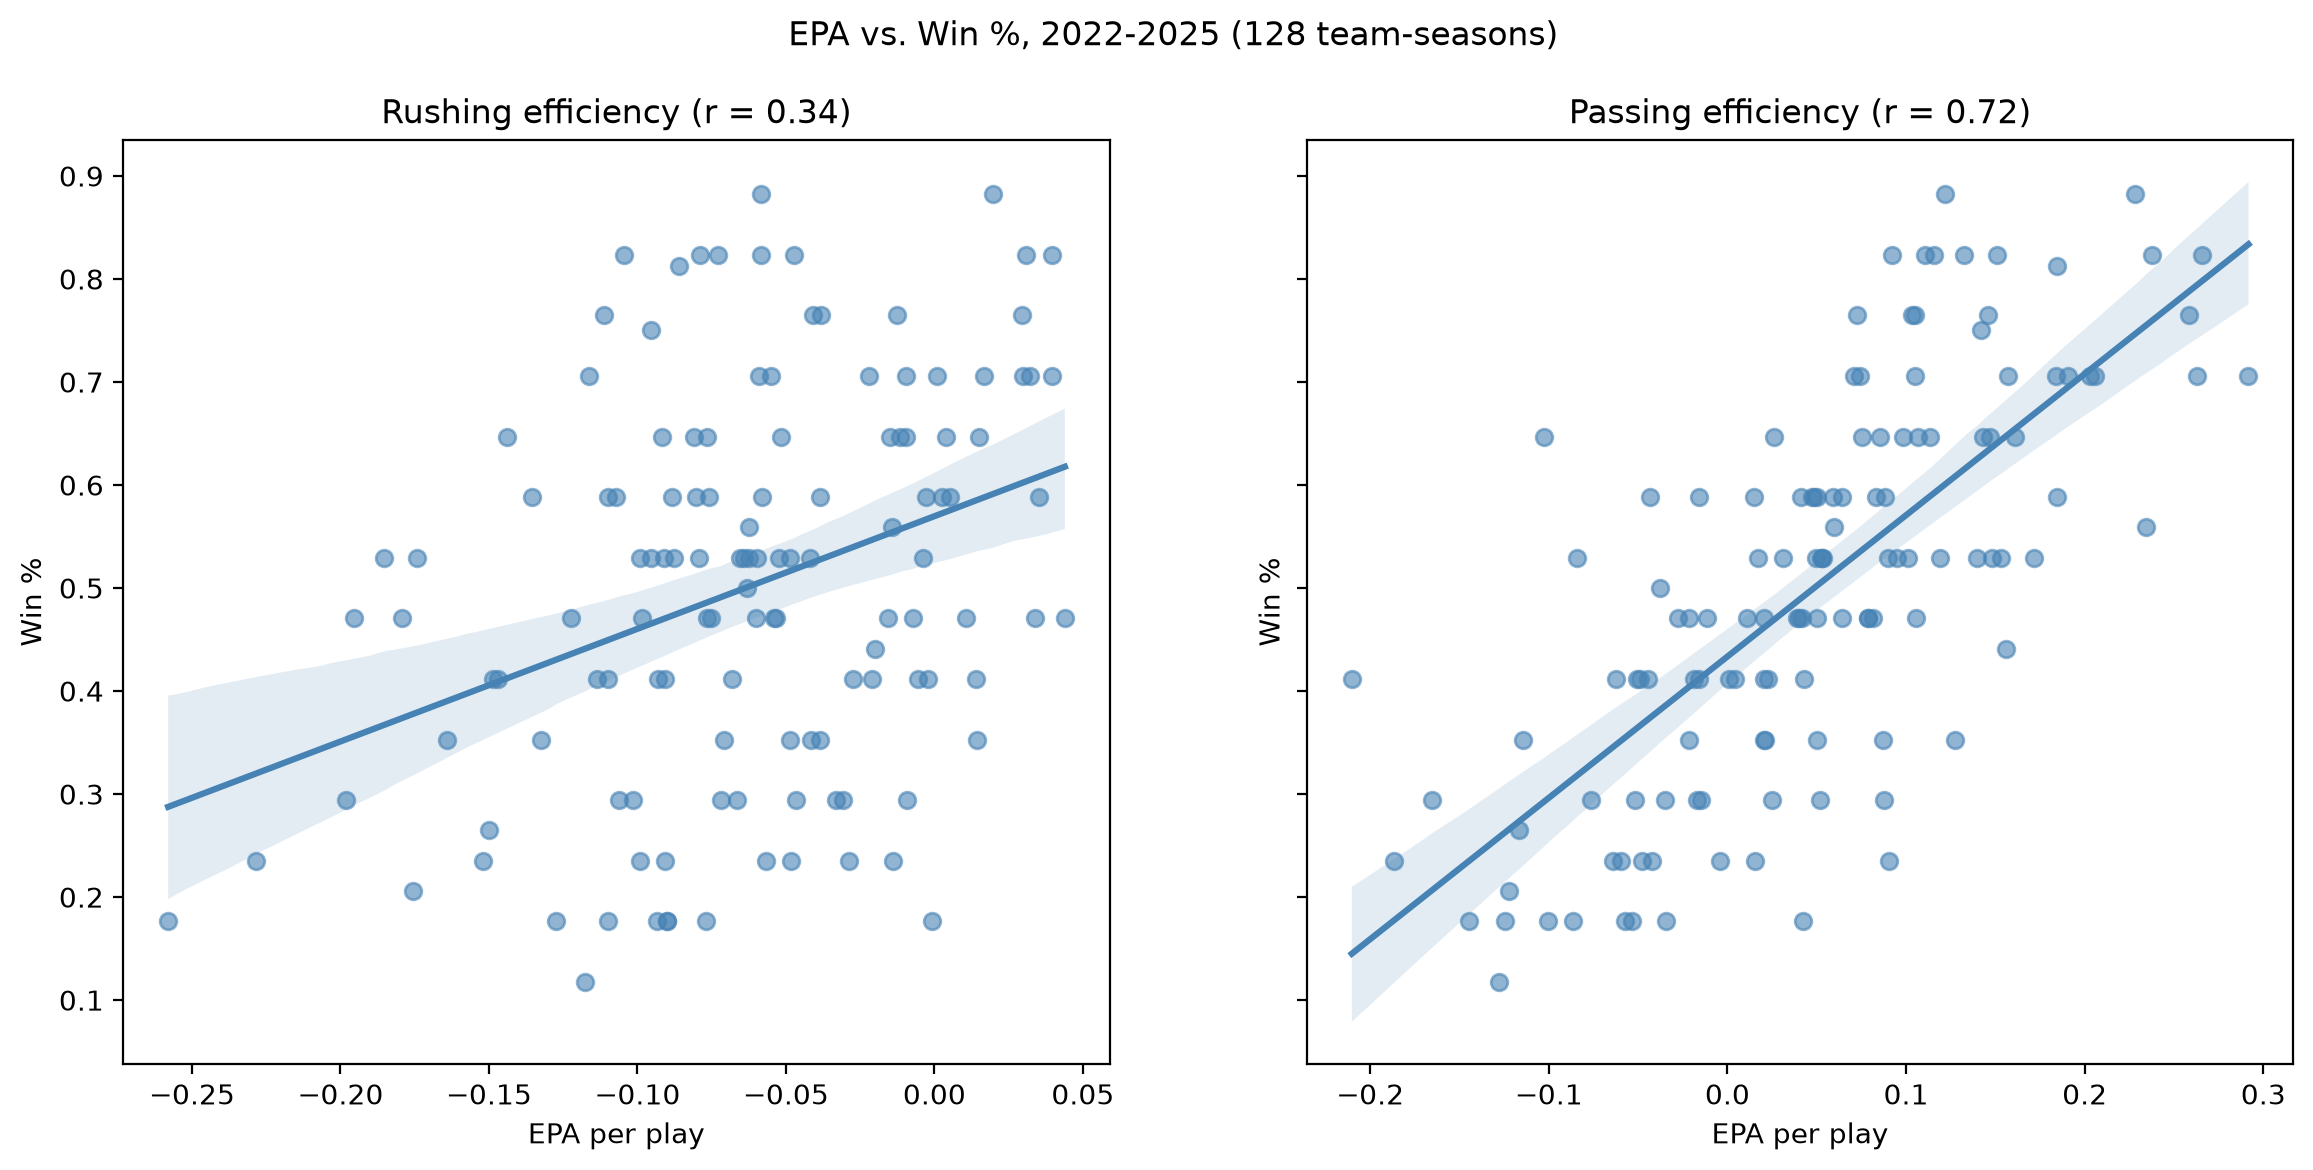 EPA vs. Win %, 2022-2025 (128 team-seasons)
Rushing efficiency (r = 0.34)
0.9
0.8
0.7
0.6
0.5
0.4
0.3
0.2
0.1
Win %
−0.25 −0.20 −0.15 −0.10 −0.05 0.00 0.05
EPA per play
Passing efficiency (r = 0.72)
Win %
−0.2 −0.1 0.0 0.1 0.2 0.3
EPA per play